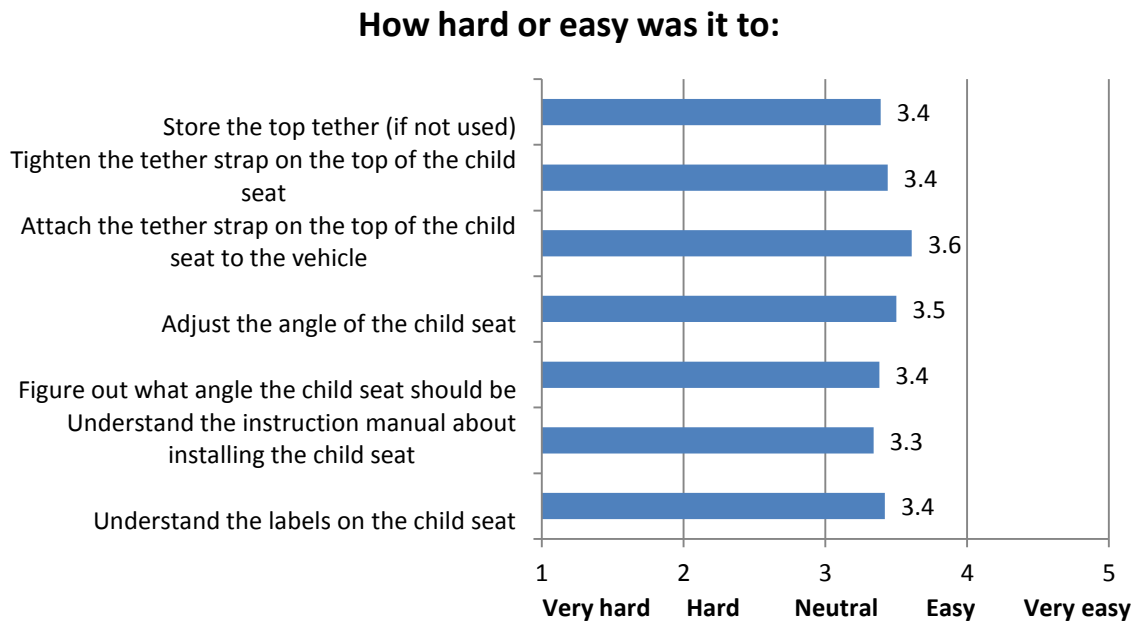 How hard or easy was it to:
Store the top tether (if not used)
3.4
Tighten the tether strap on the top of the child
seat
3.4
Attach the tether strap on the top of the child
seat to the vehicle
3.6
Adjust the angle of the child seat
3.5
Figure out what angle the child seat should be
3.4
Understand the instruction manual about
installing the child seat
3.3
Understand the labels on the child seat
3.4
1 2 3 4 5
Very hard Hard Neutral Easy Very easy